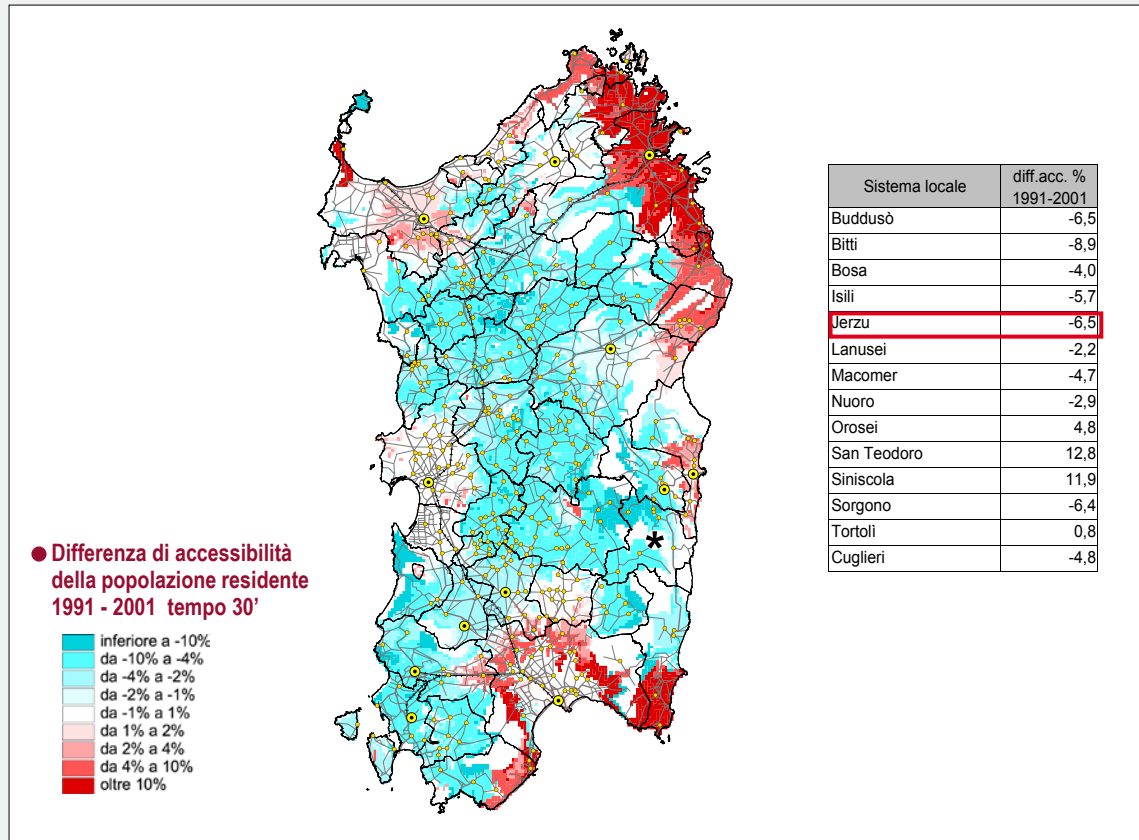 Sistema locale diff.acc. % 1991-2001
Buddusò -6,5
Bitti -8,9
Bosa -4,0
Isili -5,7
Jerzu -6,5
Lanusei -2,2
Macomer -4,7
Nuoro -2,9
Orosei 4,8
San Teodoro 12,8
Siniscola 11,9
Sorgono -6,4
Tortolì 0,8
Cuglieri -4,8
*
Differenza di accessibilità
della popolazione residente
1991 - 2001 tempo 30'
inferiore a -10%
da -10% a -4%
da -4% a -2%
da -2% a -1%
da -1% a 1%
da 1% a 2%
da 2% a 4%
da 4% a 10%
oltre 10%